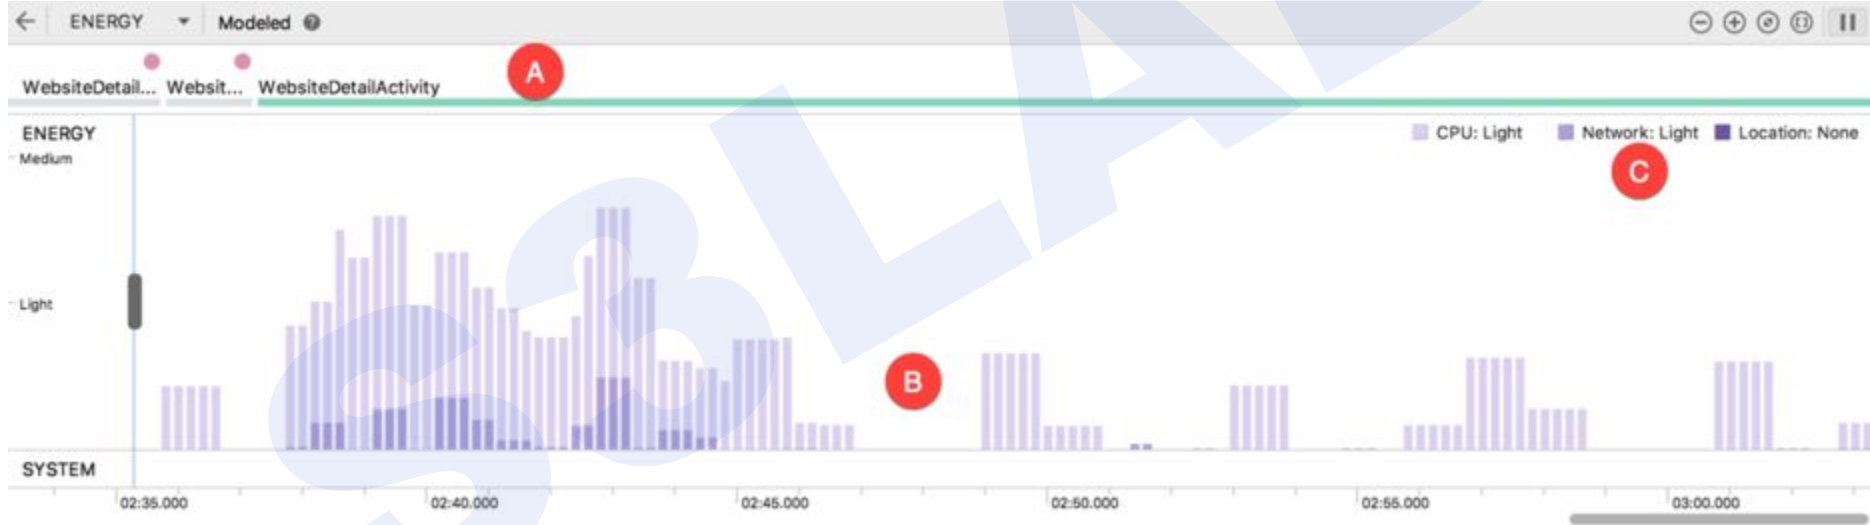 ENERGY Modeled ?
A
WebsiteDetail... Websit... WebsiteDetailActivity
ENERGY CPU: Light Network: Light Location: None
Medium
C
Light
B
SYSTEM
02:35.000 02:40.000 02:45.000 02:50.000 02:55.000 03:00.000
S3LA